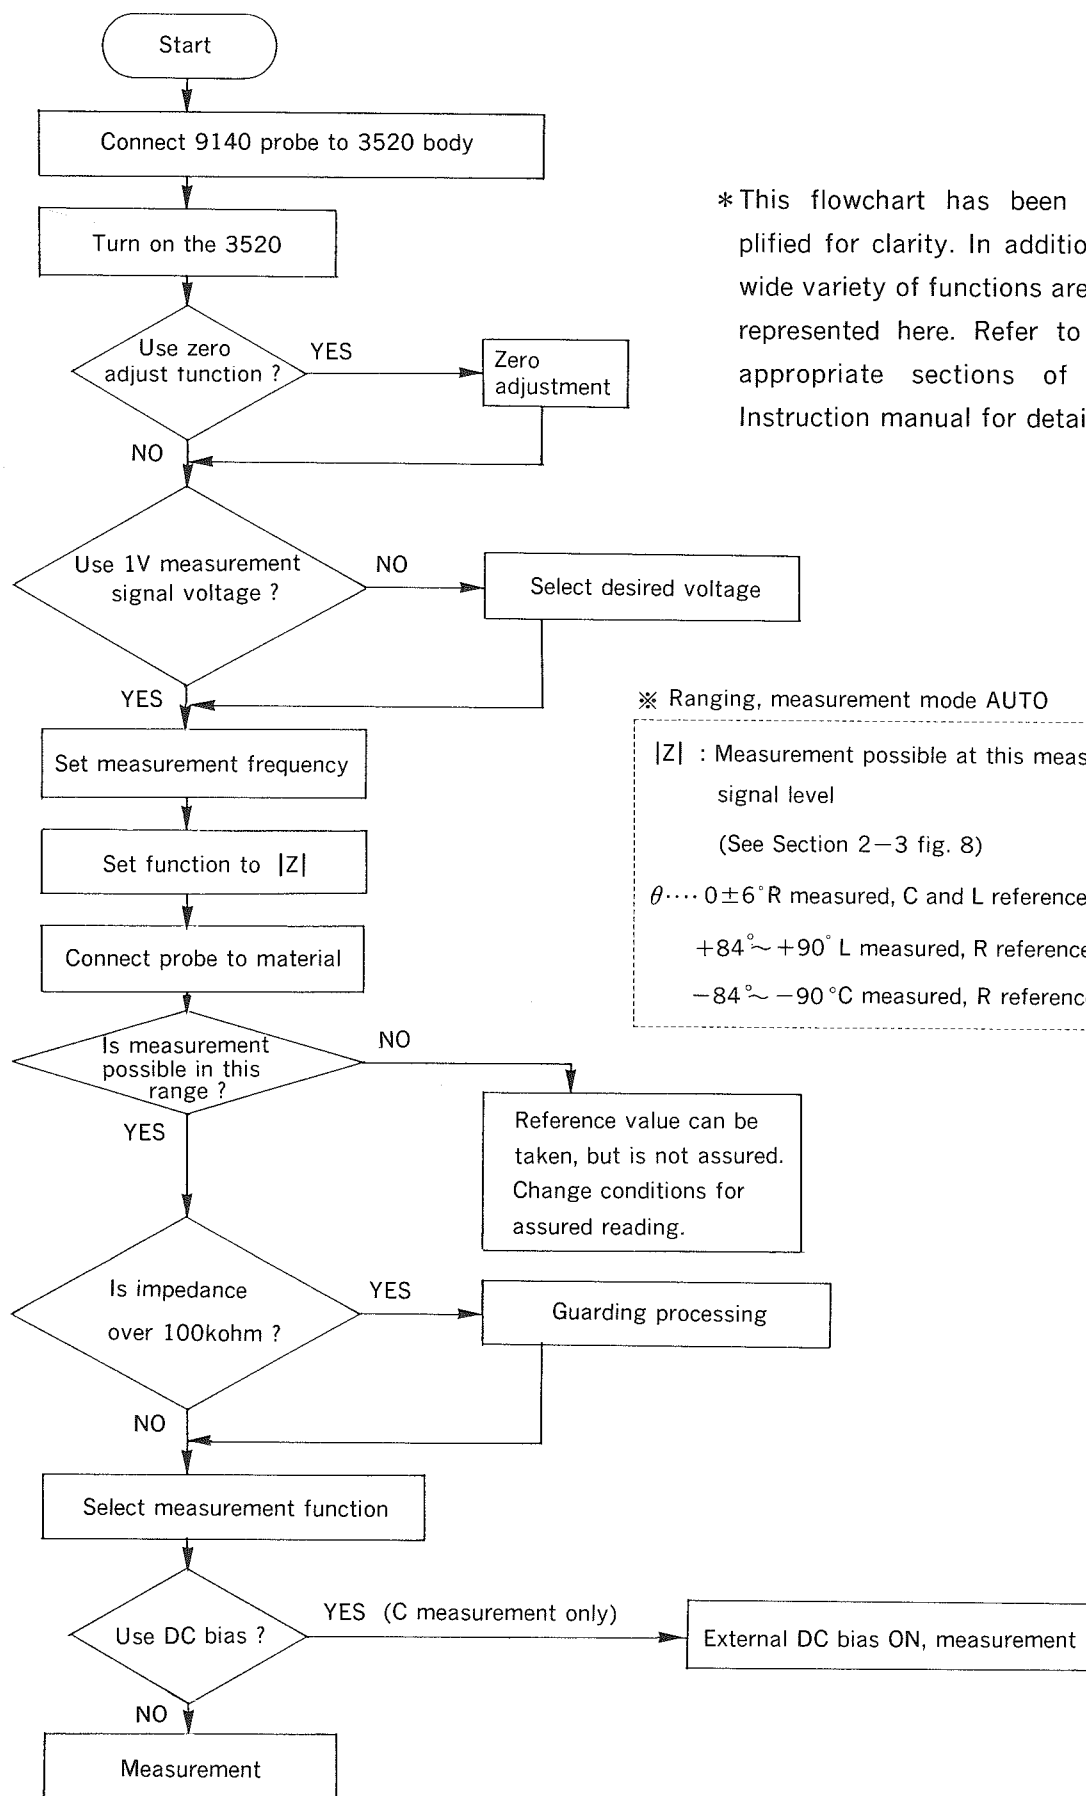 Start
Connect 9140 probe to 3520 body
Turn on the 3520
Use zero
adjust function ?
YES
Zero
adjustment
NO
* This flowchart has been
plified for clarity. In addition
wide variety of functions are
represented here. Refer to
appropriate sections of
Instruction manual for detai
Use 1V measurement
signal voltage ?
NO
Select desired voltage
YES
Set measurement frequency
Set function to |Z|
Connect probe to material
※ Ranging, measurement mode AUTO
|Z| : Measurement possible at this meas
signal level
(See Section 2−3 fig. 8)
θ···· 0±6° R measured, C and L reference
+84°~ +90° L measured, R reference
−84°~ −90 °C measured, R reference
Is measurement
possible in this
range ?
NO
YES
Reference value can be
taken, but is not assured.
Change conditions for
assured reading.
Is impedance
over 100kohm ?
YES
Guarding processing
NO
Select measurement function
Use DC bias ?
YES (C measurement only)
External DC bias ON, measurement
NO
Measurement